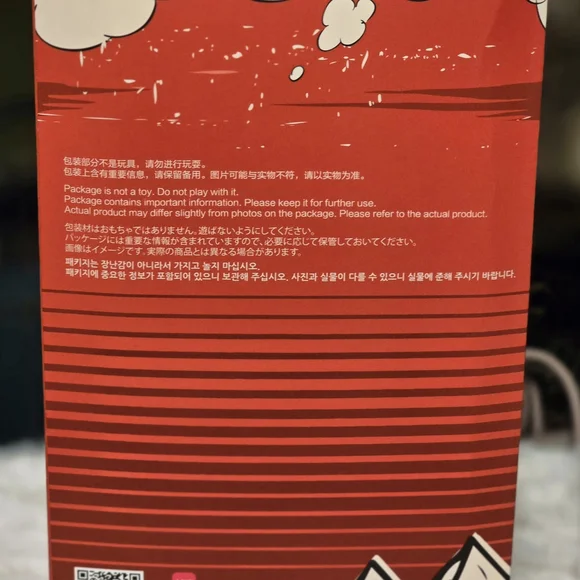 包装部分不是玩具，请勿进行玩耍。
包装上含有重要信息，请保留备用。图片可能与实物不符，请以实物为准。
Package is not a toy. Do not play with it.
Package contains important information. Please keep it for further use.
Actual product may differ slightly from photos on the package. Please refer to the actual product.
包装材はおもちゃではありません。遊ばないようにしてください。
パッケージには重要な情報が含まれていますので、必要に応じて保管しておいてください。
画像はイメージです。実際の商品とは異なる場合があります。
패키지는 장난감이 아니라서 가지고 놀지 마십시오.
패키지에 중요한 정보가 포함되어 있으니 보관해 주십시오. 사진과 실물이 다를 수 있으니 실물에 준해 주시기 바랍니다.